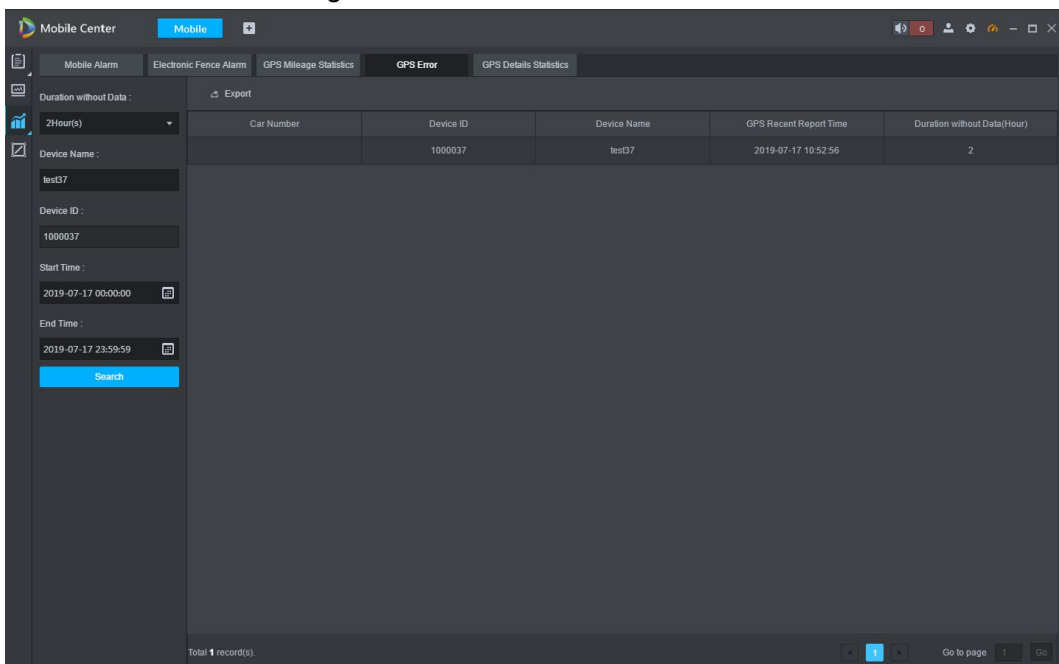 Mobile Center Mobile 0
Mobile Alarm Electronic Fence Alarm GPS Mileage Statistics GPS Error GPS Details Statistics
Duration without Data :
Export
2Hour(s)
Car Number Device ID Device Name GPS Recent Report Time Duration without Data(Hour)
1000037 test37 2019-07-17 10:52:56 2
Device Name :
test37
Device ID :
1000037
Start Time :
2019-07-17 00:00:00
End Time :
2019-07-17 23:59:59
Search
Total 1 record(s). 1 Go to page 1 Go